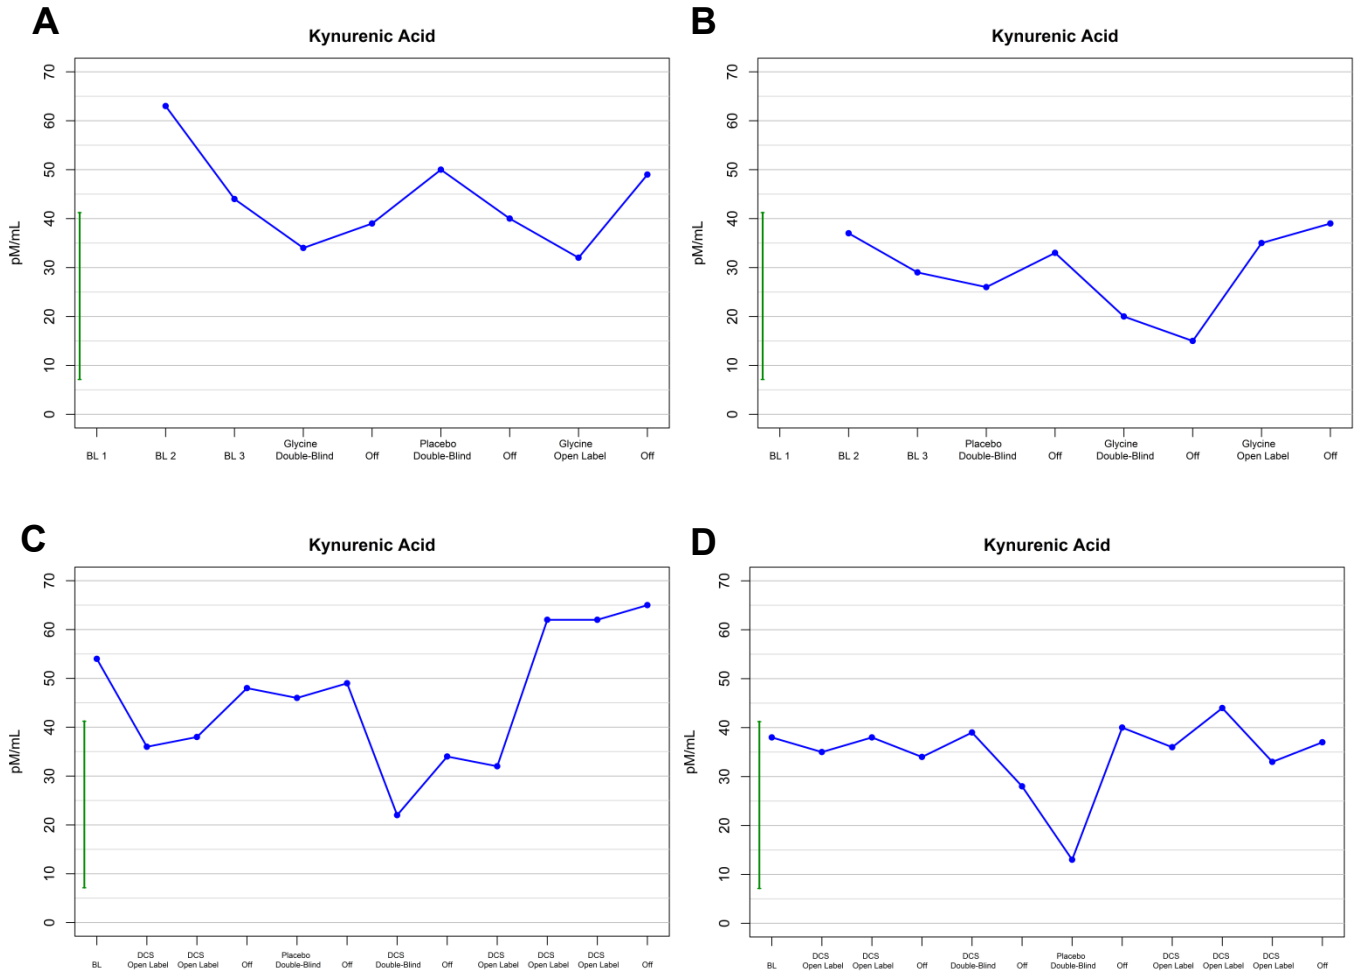 A
Kynurenic Acid
pM/mL
70
60
50
40
30
20
10
0
BL 1
BL 2
BL 3
Glycine
Double-Blind
Off
Placebo
Double-Blind
Off
Glycine
Open Label
Off
B
Kynurenic Acid
pM/mL
70
60
50
40
30
20
10
0
BL 1
BL 2
BL 3
Placebo
Double-Blind
Off
Glycine
Double-Blind
Off
Glycine
Open Label
Off
C
Kynurenic Acid
pM/mL
70
60
50
40
30
20
10
0
BL
DCS
Open Label
DCS
Open Label
Off
Placebo
Double-Blind
Off
DCS
Double-Blind
Off
DCS
Open Label
DCS
Open Label
DCS
Open Label
Off
D
Kynurenic Acid
pM/mL
70
60
50
40
30
20
10
0
BL
DCS
Open Label
DCS
Open Label
Off
DCS
Double-Blind
Off
Placebo
Double-Blind
Off
DCS
Open Label
DCS
Open Label
DCS
Open Label
Off